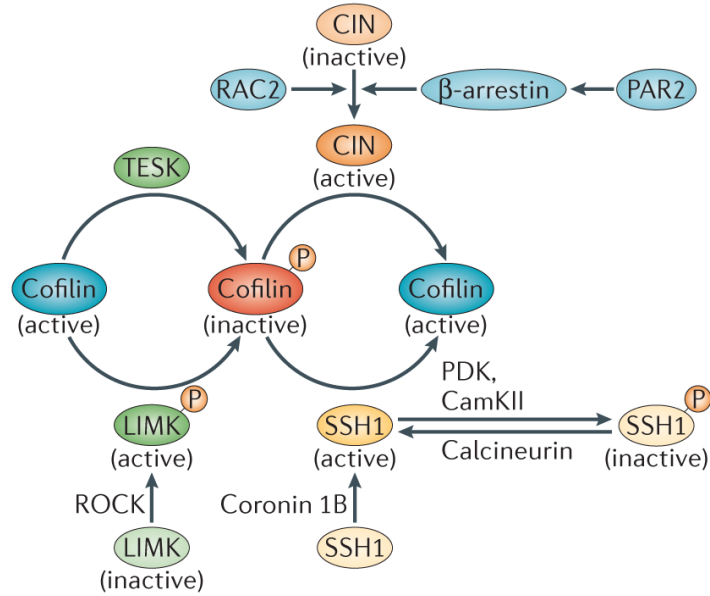 CIN
(inactive)
RAC2
β-arrestin
PAR2
CIN
(active)
TESK
P
Cofilin
(active)
Cofilin
(inactive)
Cofilin
(active)
P
LIMK
(active)
SSH1
(active)
PDK,
CamKII
Calcineurin
P
SSH1
(inactive)
ROCK
Coronin 1B
LIMK
(inactive)
SSH1